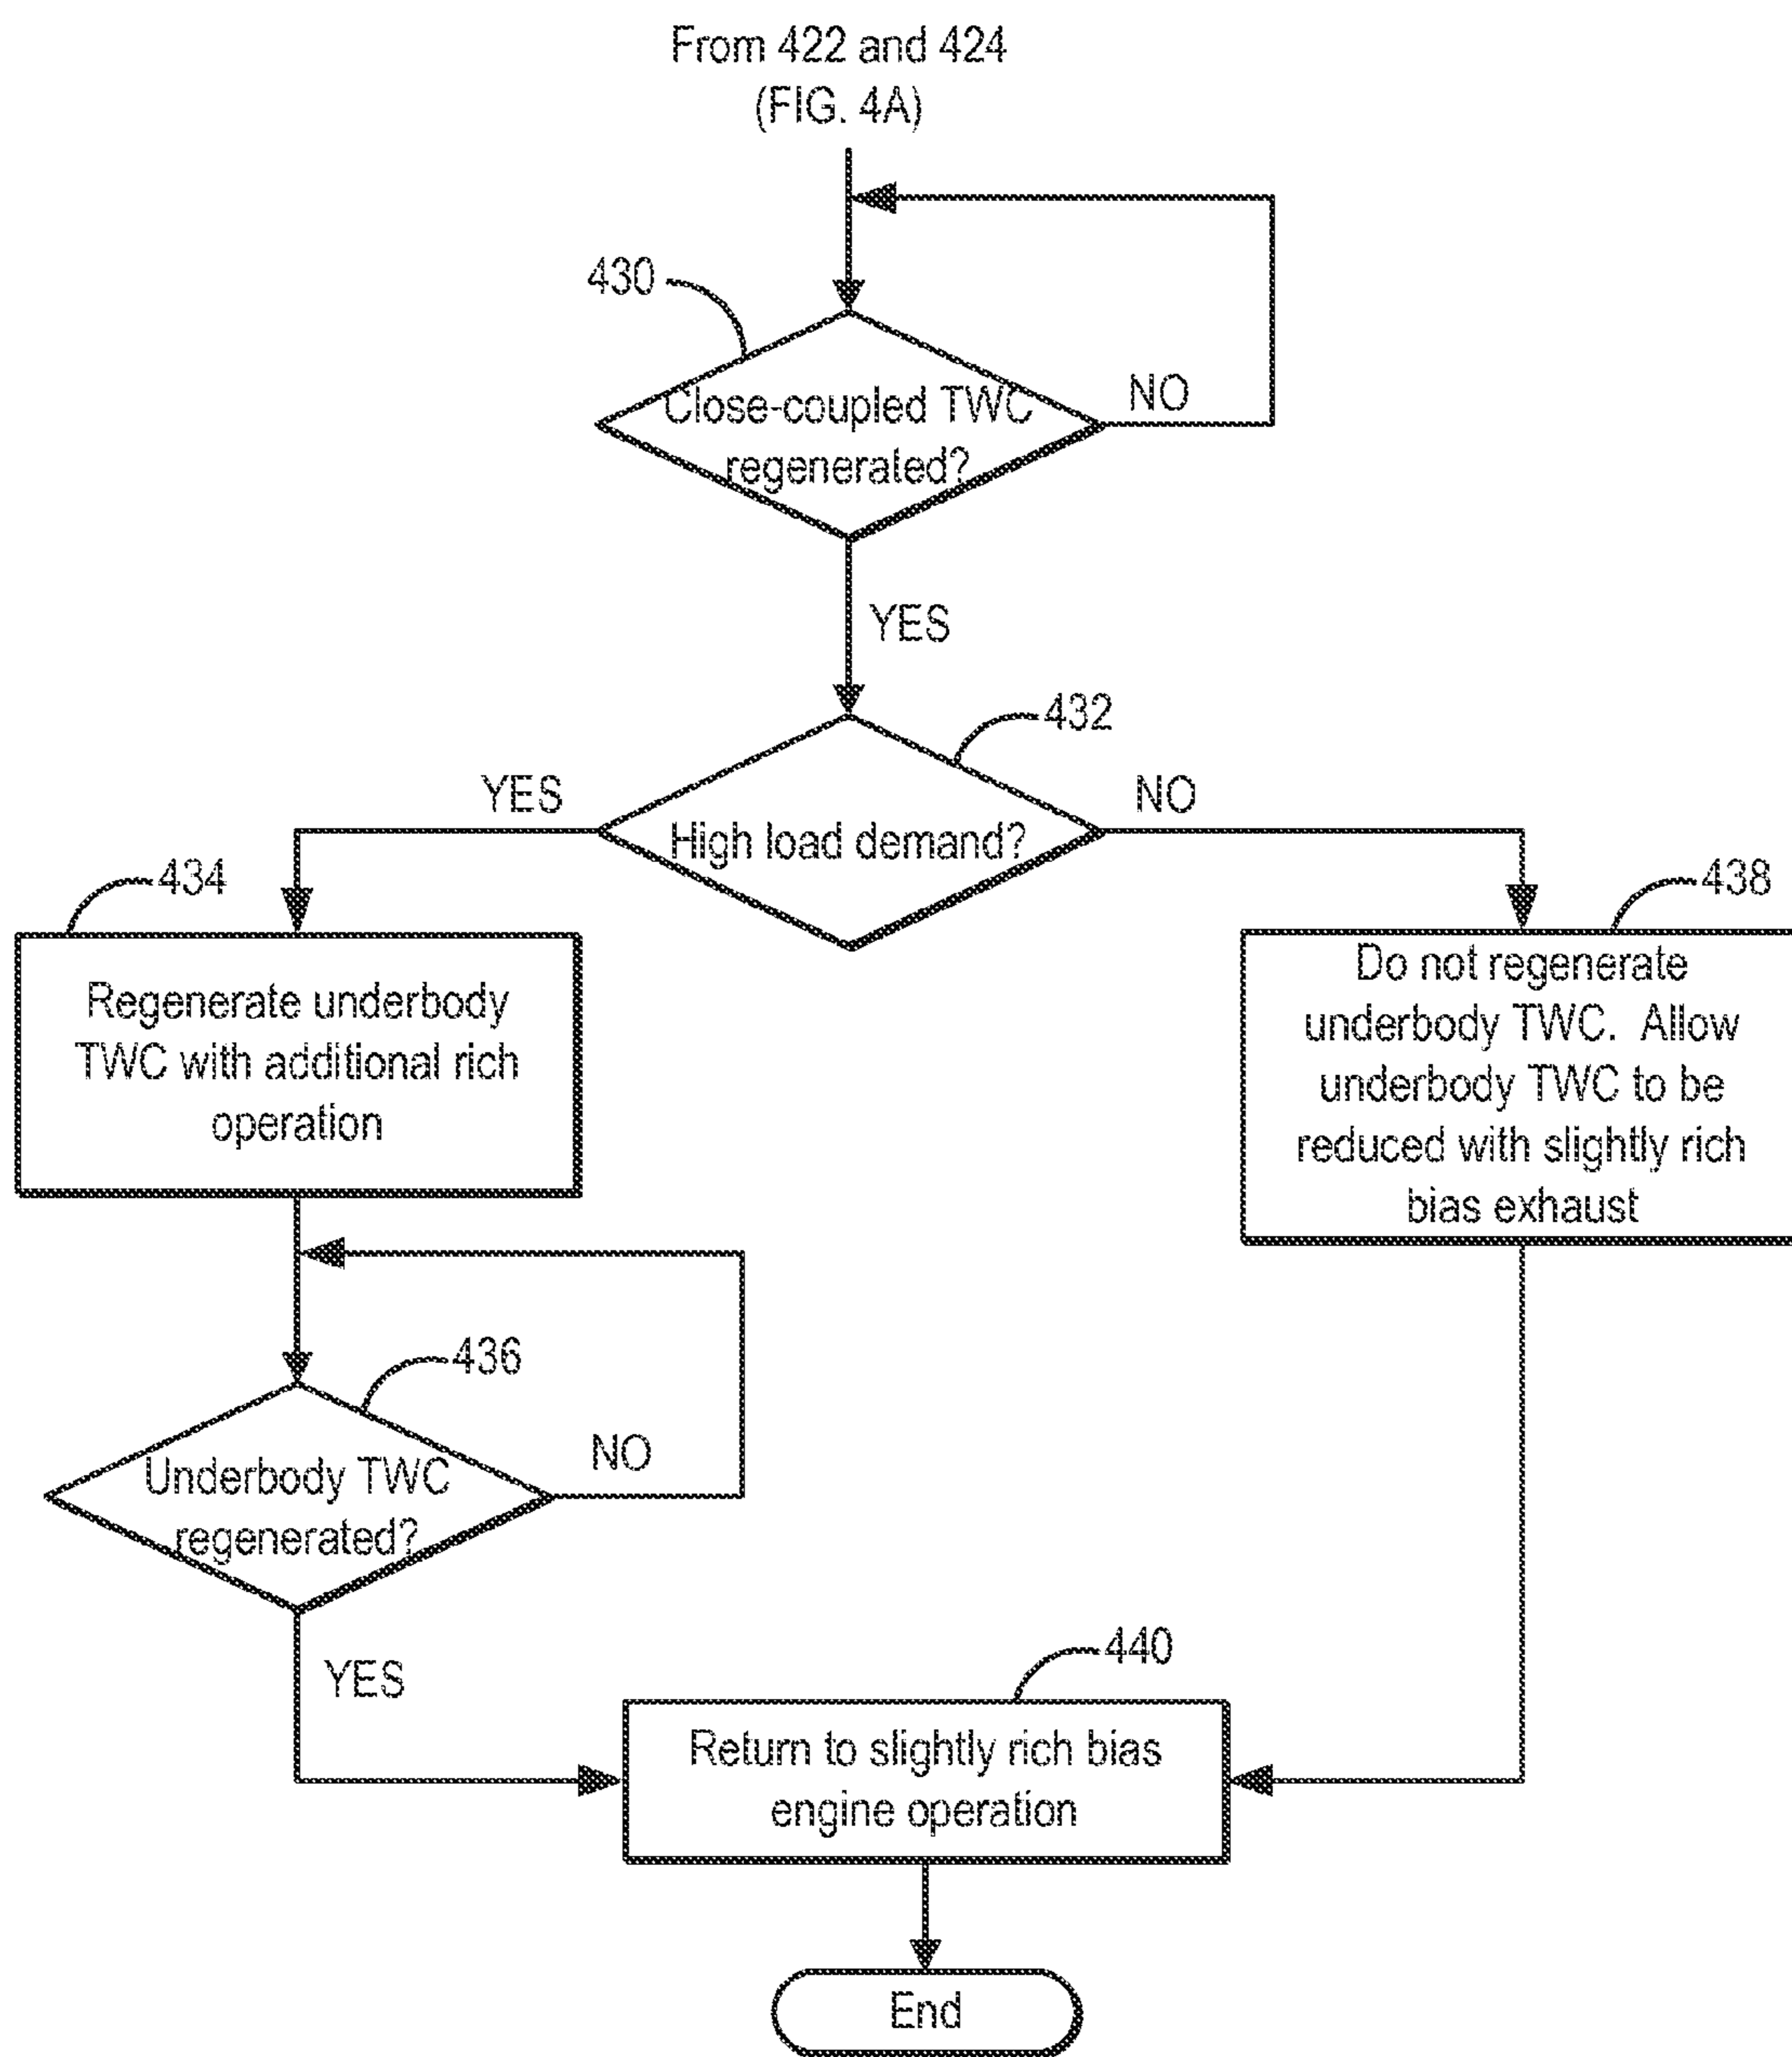 From 422 and 424
(FIG. 4A)
430
Close-coupled TWC
regenerated?
NO
YES
432
YES
High load demand?
NO
434
438
Regenerate underbody
TWC with additional rich
operation
Do not regenerate
underbody TWC.  Allow
underbody TWC to be
reduced with slightly rich
bias exhaust
436
Underbody TWC
regenerated?
NO
YES
440
Return to slightly rich bias
engine operation
End